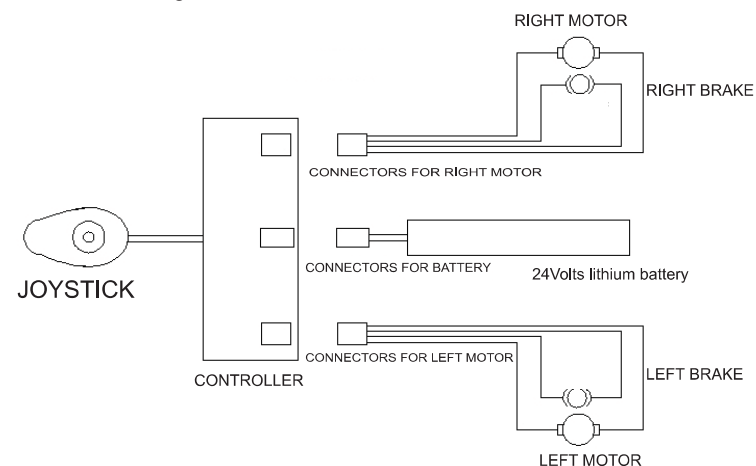 RIGHT MOTOR
RIGHT BRAKE
CONNECTORS FOR RIGHT MOTOR
CONNECTORS FOR BATTERY
24Volts lithium battery
JOYSTICK
CONNECTORS FOR LEFT MOTOR
CONTROLLER
LEFT BRAKE
LEFT MOTOR